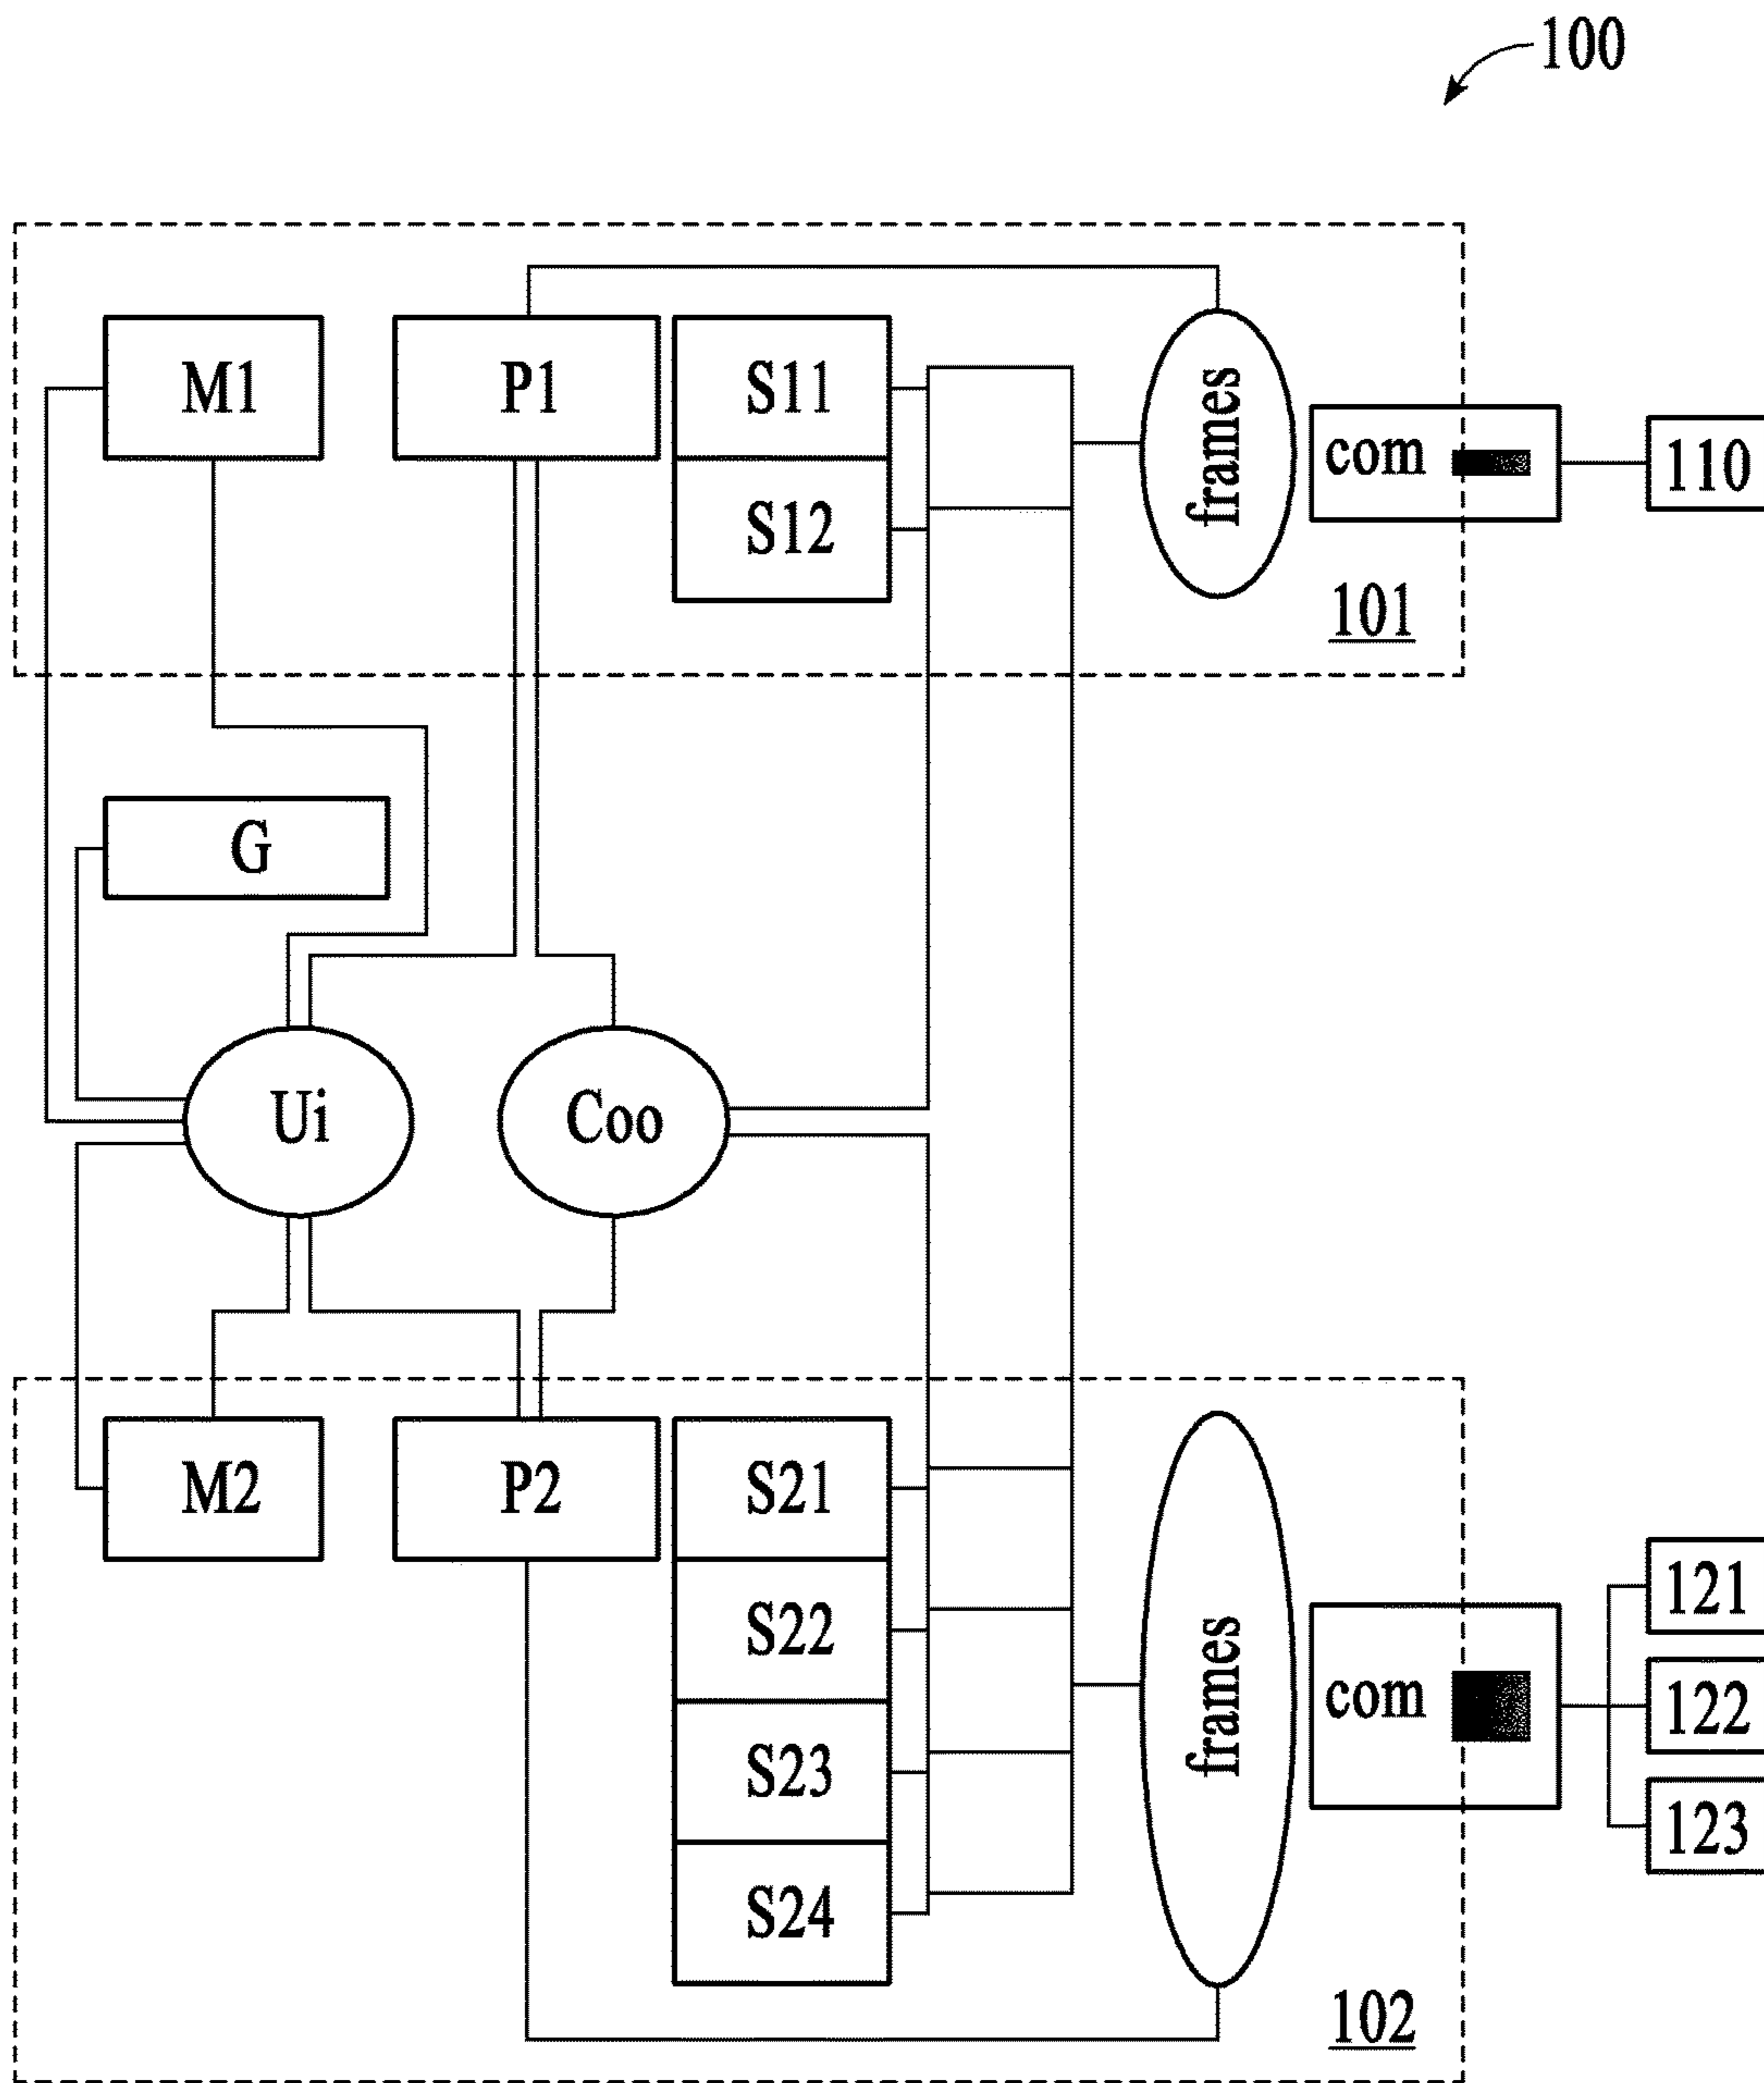 100
M1
P1
S11
S12
frames
com
110
101
G
Ui
Coo
M2
P2
S21
S22
S23
S24
frames
com
121
122
123
102